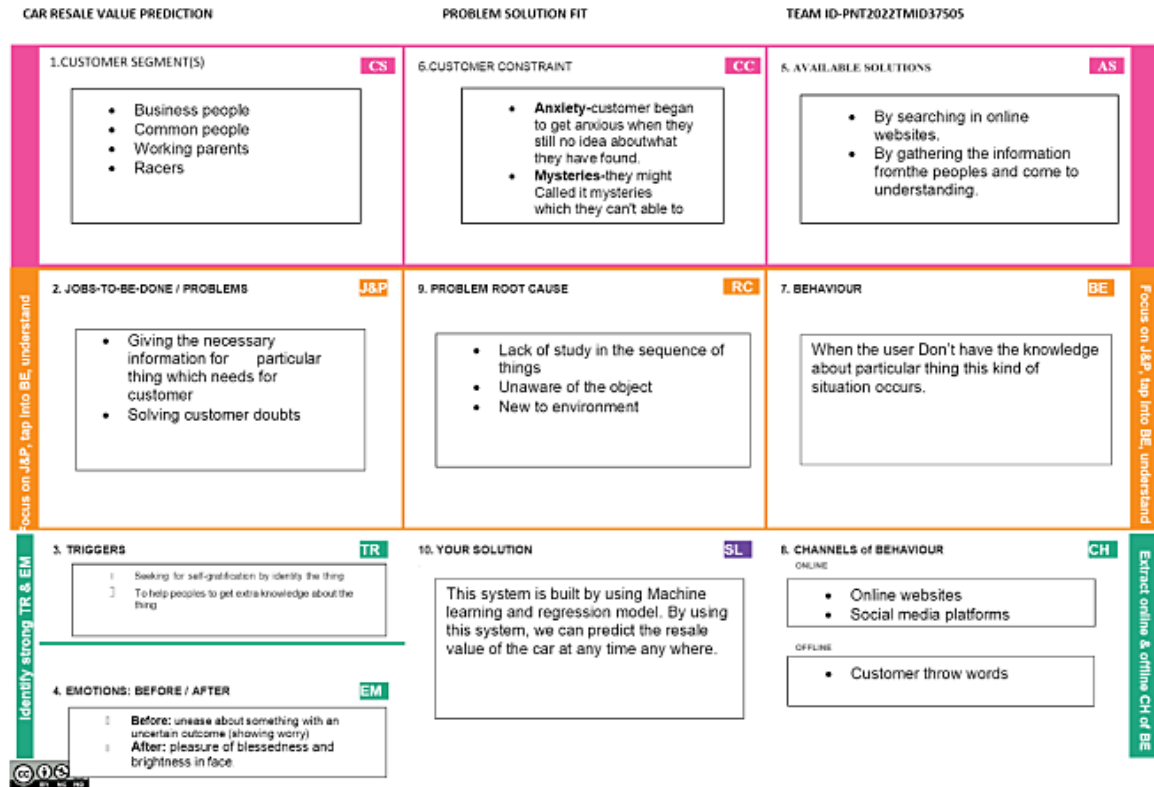 CAR RESALE VALUE PREDICTION
PROBLEM SOLUTION FIT
TEAM ID-PNT2022TMID37505
1.CUSTOMER SEGMENT(S)
CS
• Business people
• Common people
• Working parents
• Racers
6.CUSTOMER CONSTRAINT
CC
• Anxiety-customer began
to get anxious when they
still no idea aboutwhat
they have found.
• Mysteries-they might
Called it mysteries
which they can't able to
5. AVAILABLE SOLUTIONS
AS
• By searching in online
websites.
• By gathering the information
fromthe peoples and come to
understanding.
Focus on J&P, tap into BE, understand
2. JOBS-TO-BE-DONE / PROBLEMS
J&P
• Giving the necessary
information for particular
thing which needs for
customer
• Solving customer doubts
9. PROBLEM ROOT CAUSE
RC
• Lack of study in the sequence of
things
• Unaware of the object
• New to environment
7. BEHAVIOUR
BE
When the user Don't have the knowledge
about particular thing this kind of
situation occurs.
Focus on J&P, tap into BE, understand
Identify strong TR & EM
3. TRIGGERS
TR
Seeking for self-gratification by identify the thing
To help peoples to get extra knowledge about the
thing
4. EMOTIONS: BEFORE / AFTER
EM
Before: unease about something with an
uncertain outcome (showing worry)
After: pleasure of blessedness and
brightness in face
10. YOUR SOLUTION
SL
This system is built by using Machine
learning and regression model. By using
this system, we can predict the resale
value of the car at any time any where.
8. CHANNELS of BEHAVIOUR
CH
ONLINE
• Online websites
• Social media platforms
OFFLINE
• Customer throw words
Extract online & offline CH of BE
cc